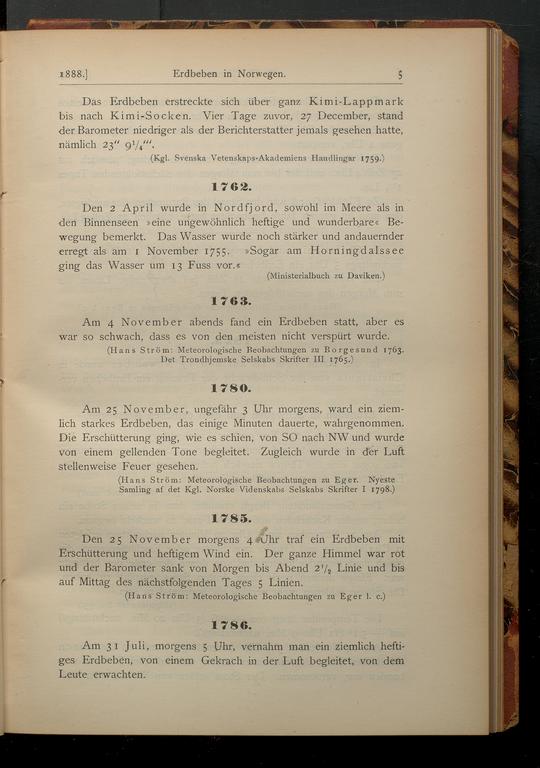 1888.] Erdbeben in Norwegen. 5
Das Erdbeben erstreckte sich über ganz Kimi-Lappmark
bis nach Kimi-Socken. Vier Tage zuvor, 27 December, stand
der Barometer niedriger als der Berichterstatter jemals gesehen hatte,
nämlich 23″ 9¼‴.
(Kgl. Svenska Vetenskaps-Akademiens Handlingar 1759.)
1762.
Den 2 April wurde in Nordfjord, sowohl im Meere als in
den Binnenseen »eine ungewöhnlich heftige und wunderbare« Be-
wegung bemerkt. Das Wasser wurde noch stärker und andauernder
erregt als am 1 November 1755. »Sogar am Horningdalssee
ging das Wasser um 13 Fuss vor.«
(Ministerialbuch zu Daviken.)
1763.
Am 4 November abends fand ein Erdbeben statt, aber es
war so schwach, dass es von den meisten nicht verspürt wurde.
(Hans Ström: Meteorologische Beobachtungen zu Borgesund 1763.
Det Trondhjemske Selskabs Skrifter III 1765.)
1780.
Am 25 November, ungefähr 3 Uhr morgens, ward ein ziem-
lich starkes Erdbeben, das einige Minuten dauerte, wahrgenommen.
Die Erschütterung ging, wie es schien, von SO nach NW und wurde
von einem gellenden Tone begleitet. Zugleich wurde in der Luft
stellenweise Feuer gesehen.
(Hans Ström: Meteorologische Beobachtungen zu Eger. Nyeste
Samling af det Kgl. Norske Videnskabs Selskabs Skrifter I 1798.)
1785.
Den 25 November morgens 4 Uhr traf ein Erdbeben mit
Erschütterung und heftigem Wind ein. Der ganze Himmel war rot
und der Barometer sank von Morgen bis Abend 2½ Linie und bis
auf Mittag des nächstfolgenden Tages 5 Linien.
(Hans Ström: Meteorologische Beobachtungen zu Eger l. c.)
1786.
Am 31 Juli, morgens 5 Uhr, vernahm man ein ziemlich hefti-
ges Erdbeben, von einem Gekrach in der Luft begleitet, von dem
Leute erwachten.